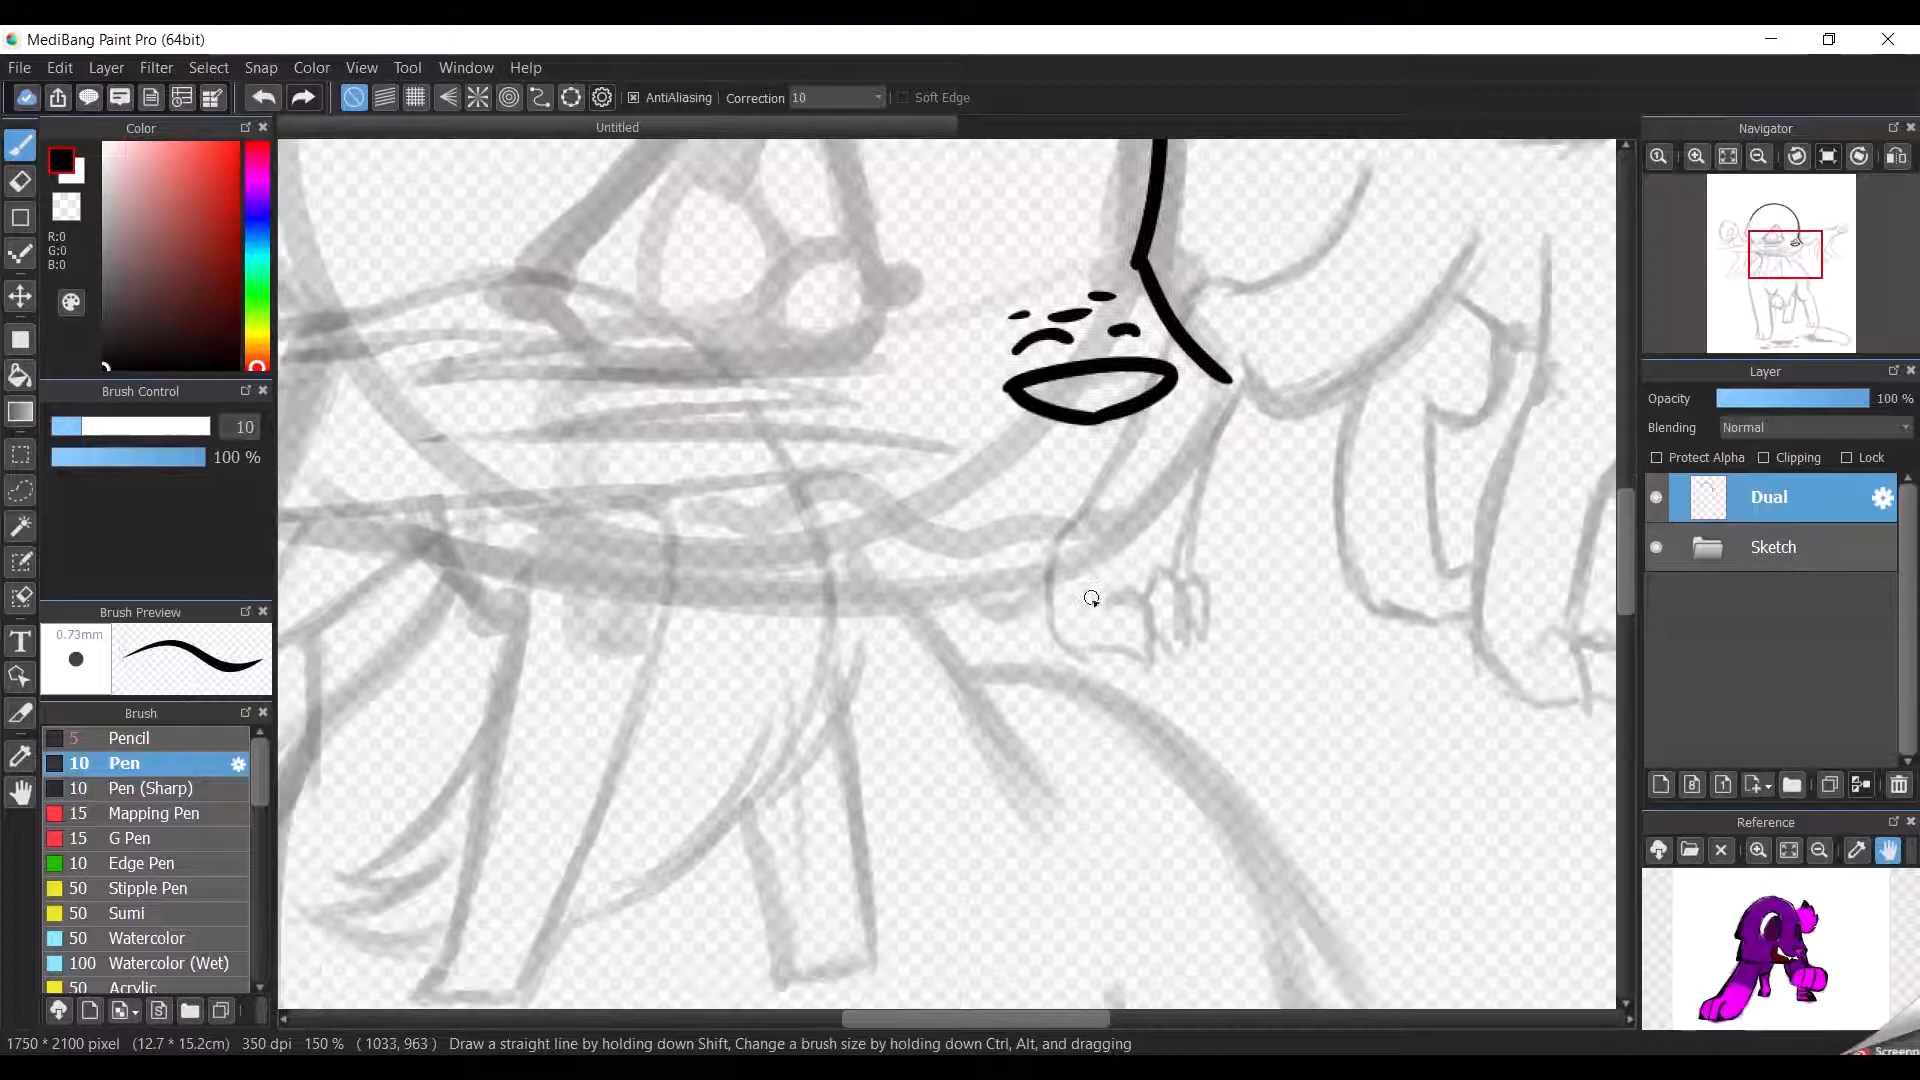 MediBang Paint Pro (64bit)
File Edit Layer Filter Select Snap Color View Tool Window Help
AntiAliasing Correction 10 Soft Edge
Color
Untitled
Navigator
R:0
G:0
B:0
Brush Control
10
100 %
Layer
Opacity 100 %
Blending Normal
Protect Alpha Clipping Lock
Dual
Sketch
Brush Preview
0.73mm
Brush
5 Pencil
10 Pen
10 Pen (Sharp)
15 Mapping Pen
15 G Pen
10 Edge Pen
50 Stipple Pen
50 Sumi
50 Watercolor
100 Watercolor (Wet)
50 Acrylic
Reference
1750 * 2100 pixel (12.7 * 15.2cm) 350 dpi 150 % ( 1033, 963 ) Draw a straight line by holding down Shift, Change a brush size by holding down Ctrl, Alt, and dragging